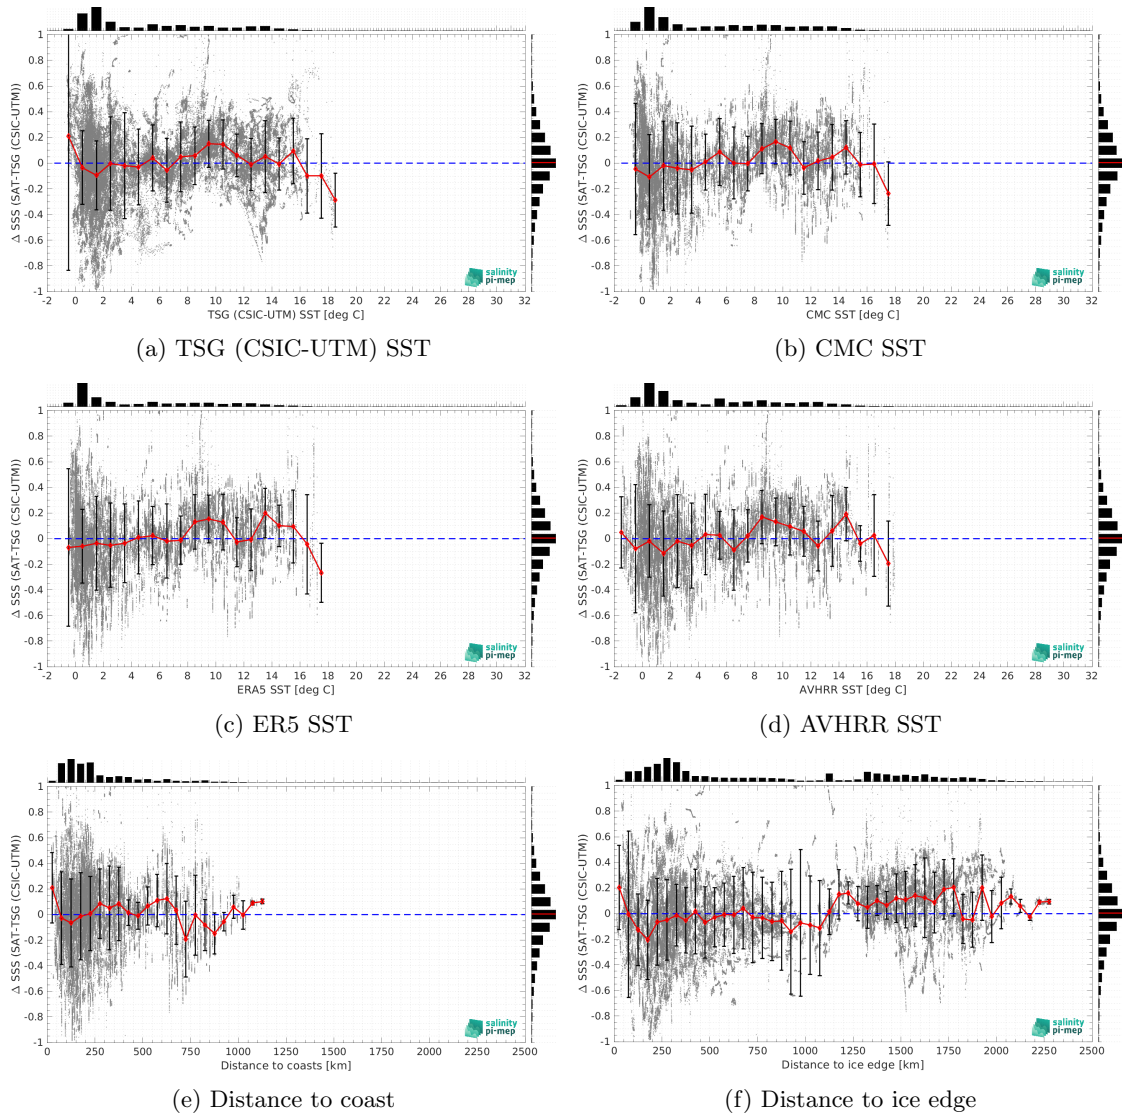 1
0.8
0.6
0.4
0.2
0
-0.2
-0.4
-0.6
-0.8
-1
Δ SSS (SAT-TSG (CSIC-UTM))
salinity
pi-mep
-2 0 2 4 6 8 10 12 14 16 18 20 22 24 26 28 30 32
TSG (CSIC-UTM) SST [deg C]
(a) TSG (CSIC-UTM) SST
1
0.8
0.6
0.4
0.2
0
-0.2
-0.4
-0.6
-0.8
-1
Δ SSS (SAT-TSG (CSIC-UTM))
salinity
pi-mep
-2 0 2 4 6 8 10 12 14 16 18 20 22 24 26 28 30 32
CMC SST [deg C]
(b) CMC SST
1
0.8
0.6
0.4
0.2
0
-0.2
-0.4
-0.6
-0.8
-1
Δ SSS (SAT-TSG (CSIC-UTM))
salinity
pi-mep
-2 0 2 4 6 8 10 12 14 16 18 20 22 24 26 28 30 32
ERA5 SST [deg C]
(c) ER5 SST
1
0.8
0.6
0.4
0.2
0
-0.2
-0.4
-0.6
-0.8
-1
Δ SSS (SAT-TSG (CSIC-UTM))
salinity
pi-mep
-2 0 2 4 6 8 10 12 14 16 18 20 22 24 26 28 30 32
AVHRR SST [deg C]
(d) AVHRR SST
1
0.8
0.6
0.4
0.2
0
-0.2
-0.4
-0.6
-0.8
-1
Δ SSS (SAT-TSG (CSIC-UTM))
salinity
pi-mep
0 250 500 750 1000 1250 1500 1750 2000 2250 2500
Distance to coasts [km]
(e) Distance to coast
1
0.8
0.6
0.4
0.2
0
-0.2
-0.4
-0.6
-0.8
-1
Δ SSS (SAT-TSG (CSIC-UTM))
salinity
pi-mep
0 250 500 750 1000 1250 1500 1750 2000 2250 2500
Distance to ice edge [km]
(f) Distance to ice edge